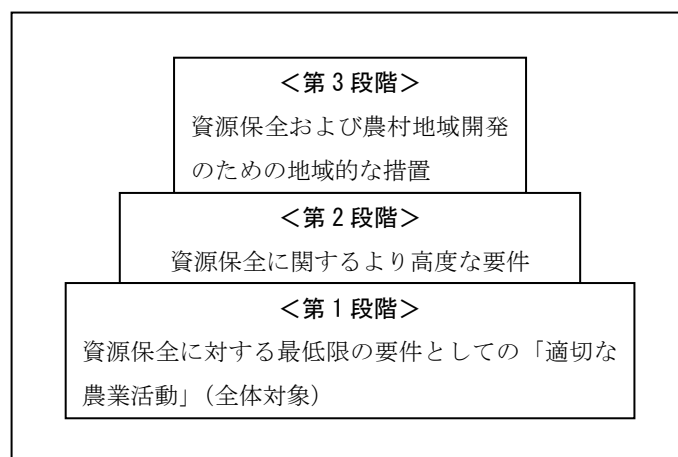 ＜第３段階＞
資源保全および農村地域開発
のための地域的な措置
＜第２段階＞
資源保全に関するより高度な要件
＜第１段階＞
資源保全に対する最低限の要件としての「適切な
農業活動」（全体対象）